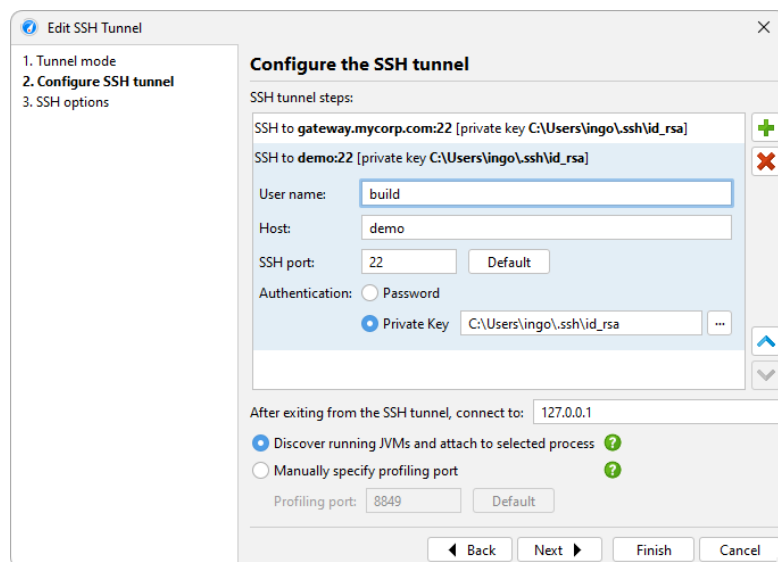 Edit SSH Tunnel
1. Tunnel mode
2. Configure SSH tunnel
3. SSH options
Configure the SSH tunnel
SSH tunnel steps:
SSH to gateway.mycorp.com:22 [private key C:\Users\ingo\.ssh\id_rsa]
SSH to demo:22 [private key C:\Users\ingo\.ssh\id_rsa]
User name: build
Host: demo
SSH port: 22 Default
Authentication: Password
Private Key C:\Users\ingo\.ssh\id_rsa ...
After exiting from the SSH tunnel, connect to: 127.0.0.1
Discover running JVMs and attach to selected process ?
Manually specify profiling port ?
Profiling port: 8849 Default
Back Next Finish Cancel